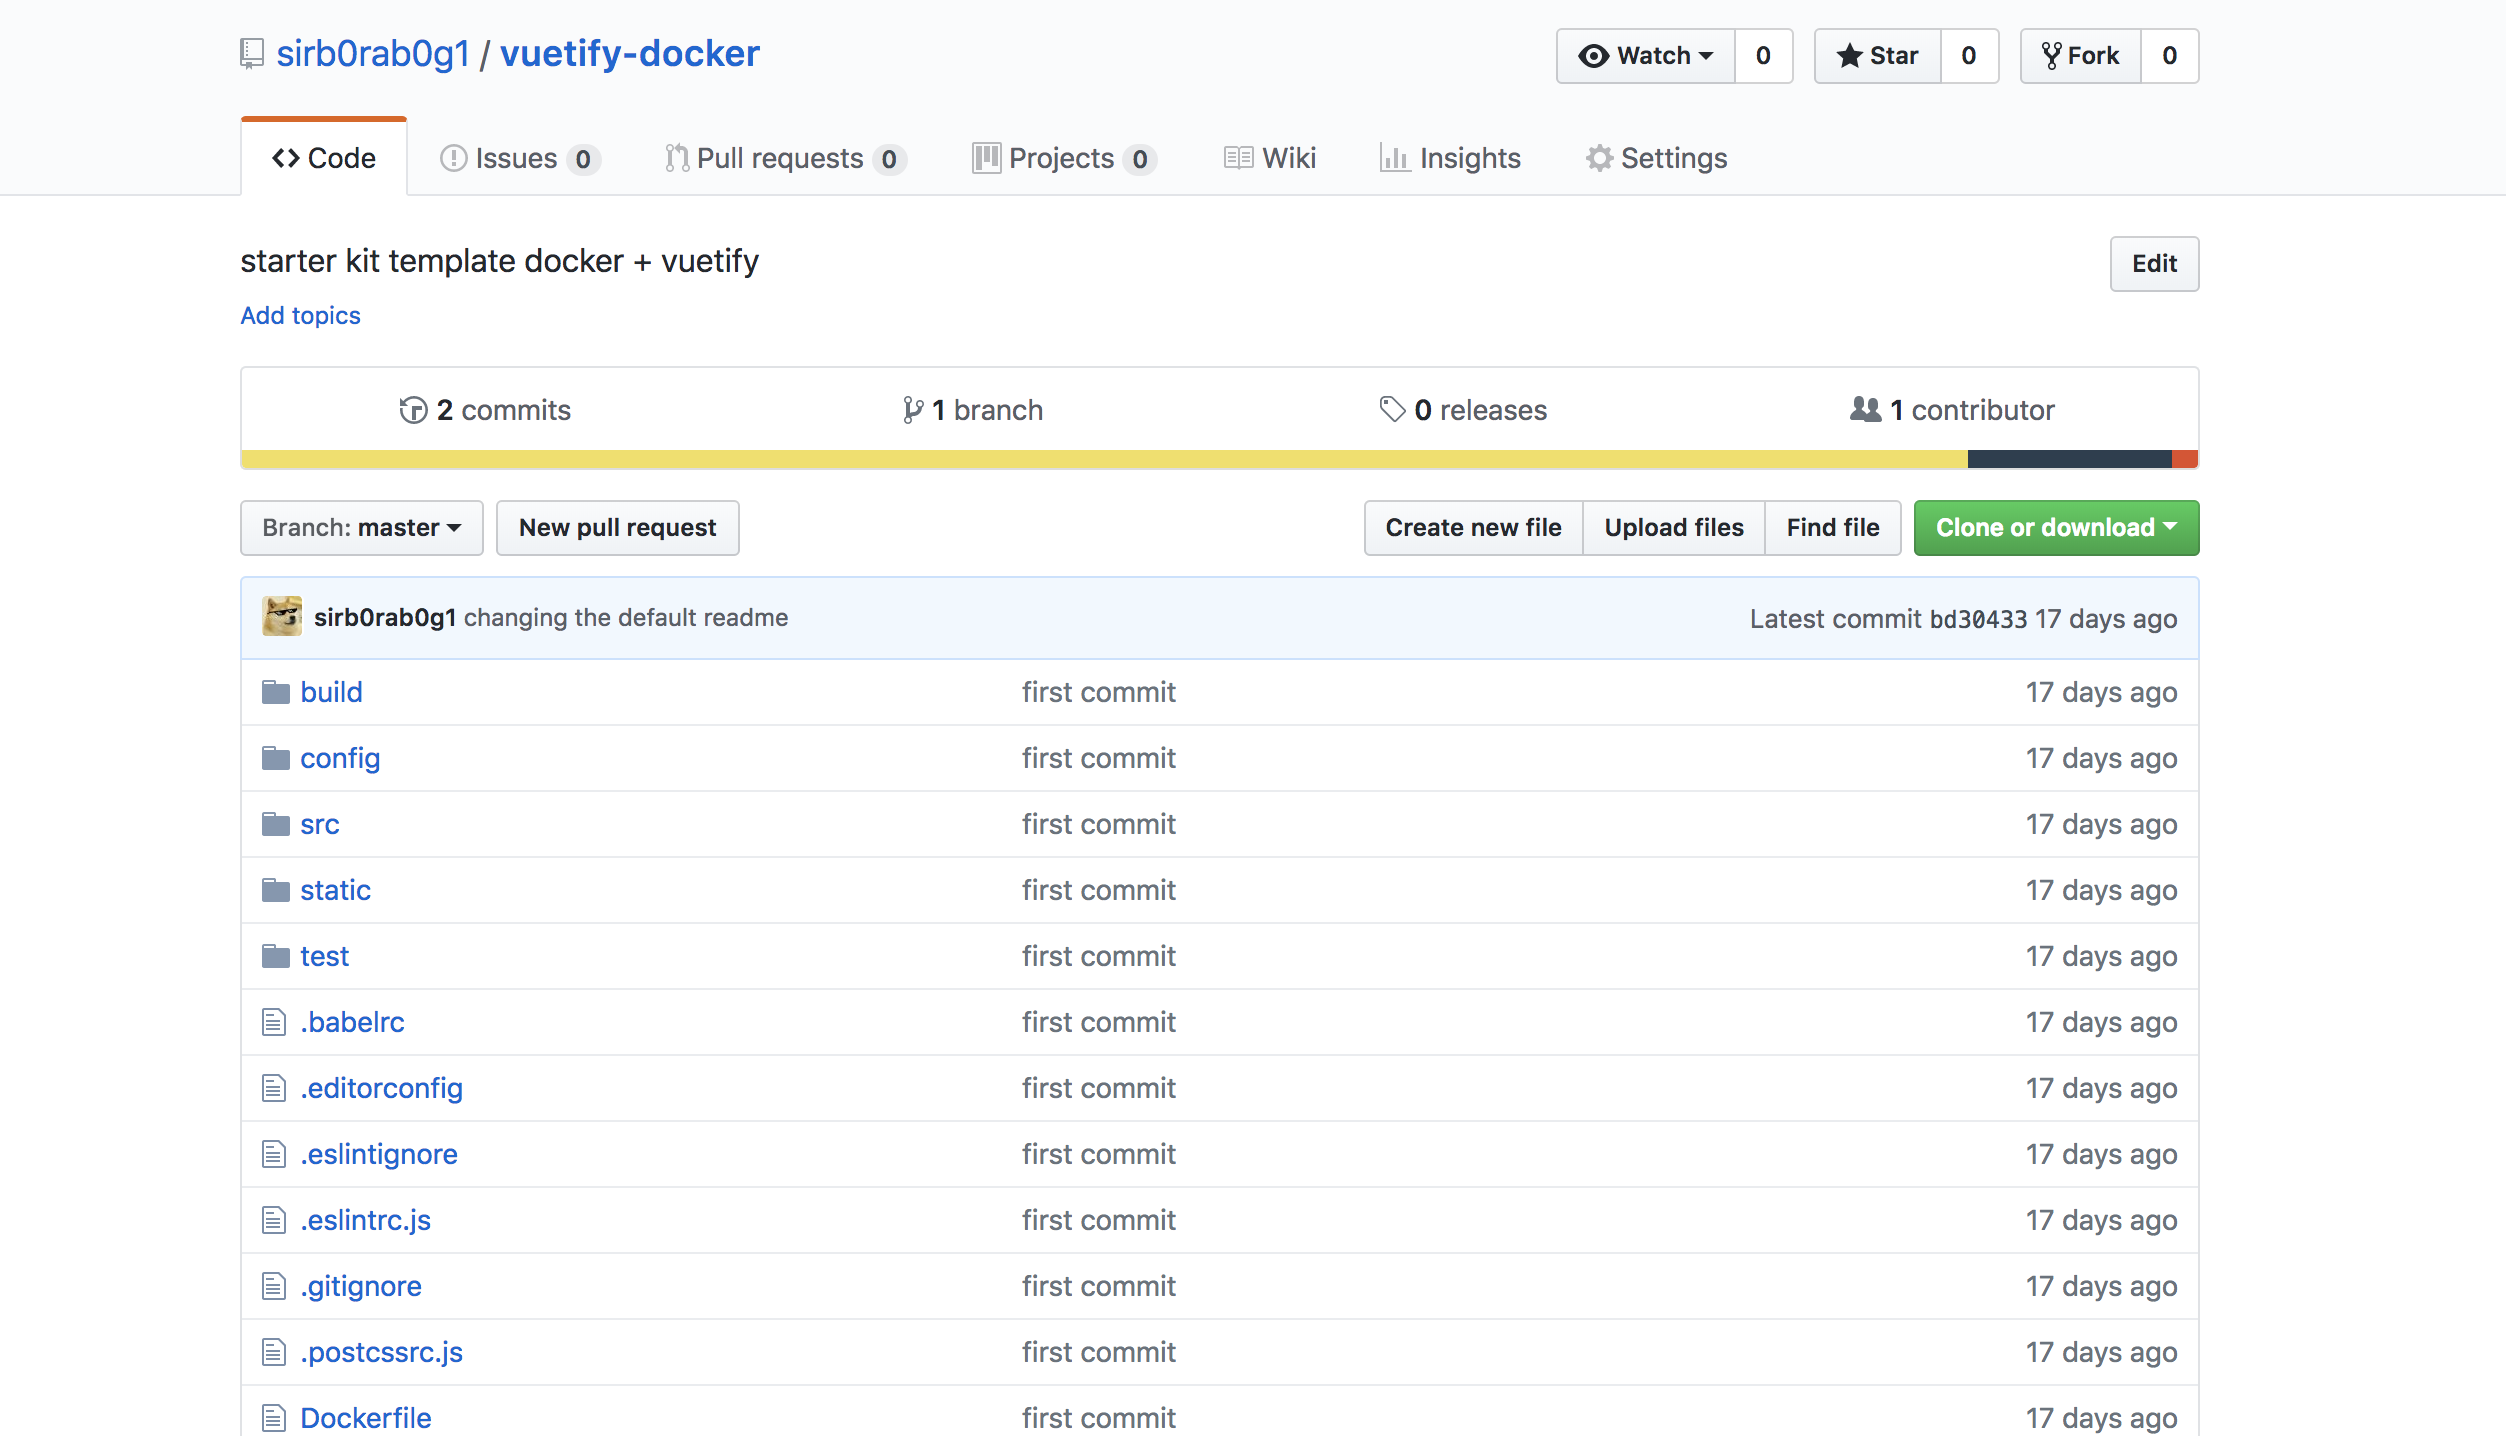 sirb0rab0g1 / vuetify-docker
Watch 0 Star 0 Fork 0
Code Issues 0 Pull requests 0 Projects 0 Wiki Insights Settings
starter kit template docker + vuetify
Edit
Add topics
2 commits 1 branch 0 releases 1 contributor
Branch: master New pull request Create new file Upload files Find file Clone or download
sirb0rab0g1 changing the default readme Latest commit bd30433 17 days ago
build first commit 17 days ago
config first commit 17 days ago
src first commit 17 days ago
static first commit 17 days ago
test first commit 17 days ago
.babelrc first commit 17 days ago
.editorconfig first commit 17 days ago
.eslintignore first commit 17 days ago
.eslintrc.js first commit 17 days ago
.gitignore first commit 17 days ago
.postcssrc.js first commit 17 days ago
Dockerfile first commit 17 days ago